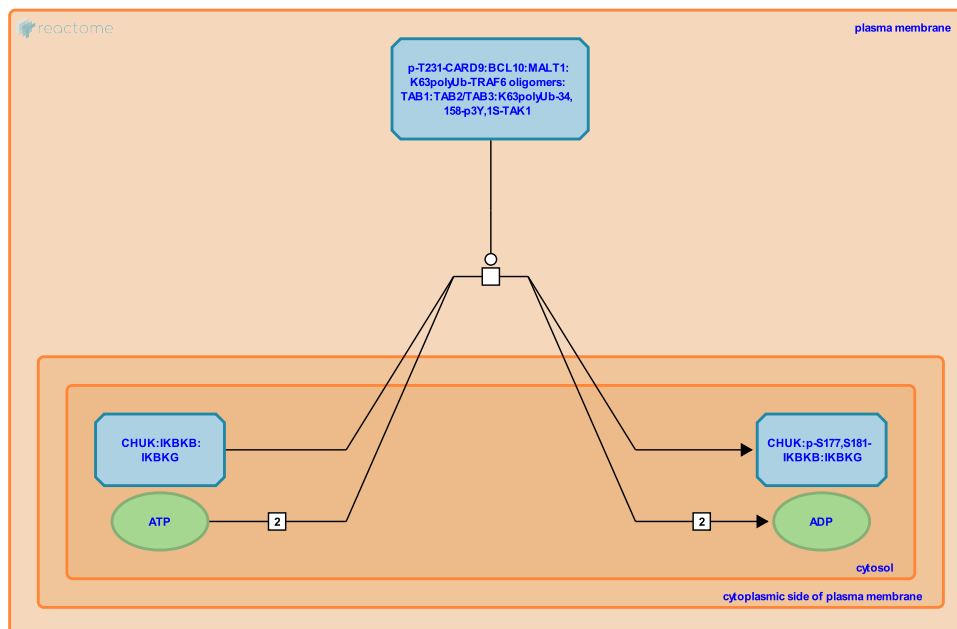 reactome
plasma membrane
p-T231-CARD9:BCL10:MALT1:
K63polyUb-TRAF6 oligomers:
TAB1:TAB2/TAB3:K63polyUb-34,
158-p3Y,1S-TAK1
CHUK:IKBKB:
IKBKG
CHUK:p-S177,S181-
IKBKB:IKBKG
ATP
2
2
ADP
cytosol
cytoplasmic side of plasma membrane